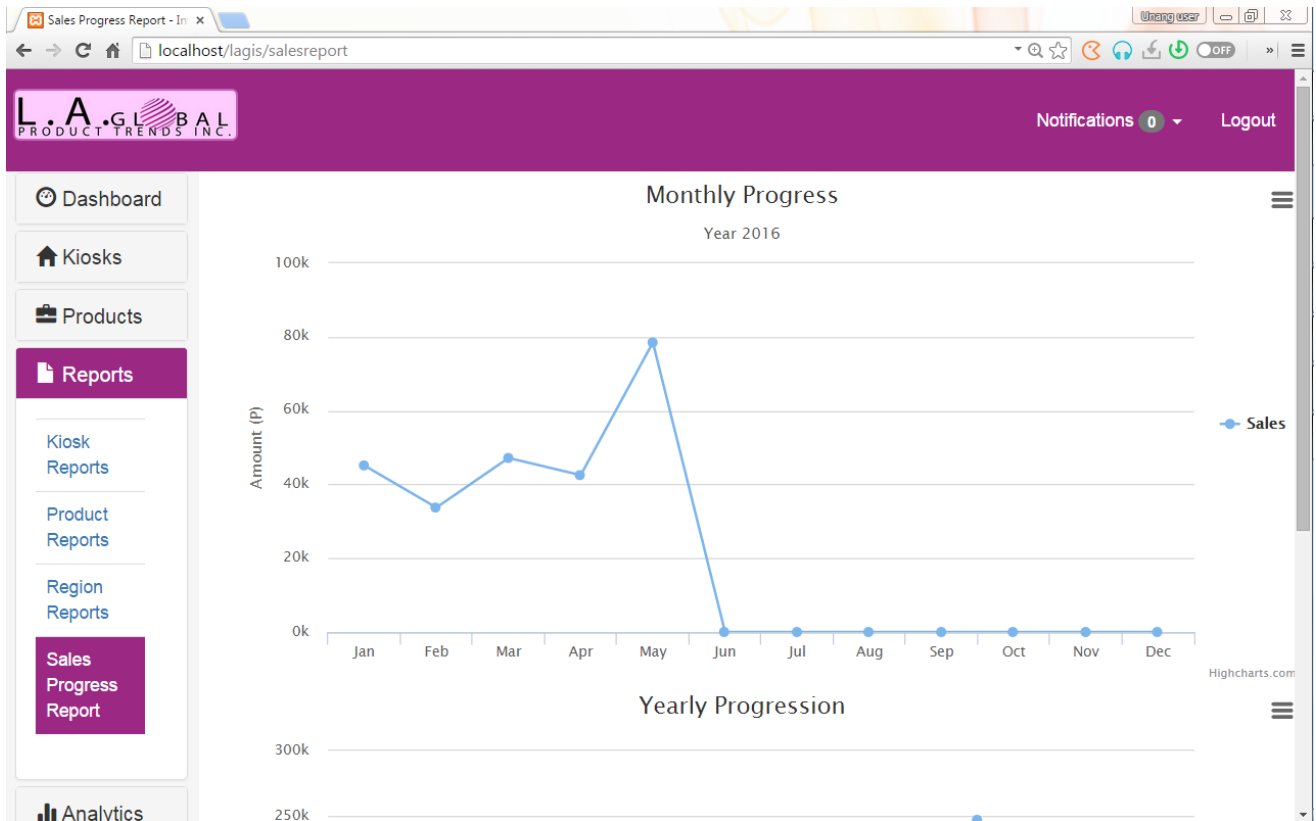 Sales Progress Report - In
Unang user
localhost/lagis/salesreport
OFF
»
L.A.GLOBAL
PRODUCT TRENDS INC.
Notifications 0
Logout
Dashboard
Kiosks
Products
Reports
Kiosk
Reports
Product
Reports
Region
Reports
Sales
Progress
Report
Analytics
Monthly Progress
Year 2016
Amount (P)
100k
80k
60k
40k
20k
0k
Jan Feb Mar Apr May Jun Jul Aug Sep Oct Nov Dec
Sales
Highcharts.com
Yearly Progression
300k
250k